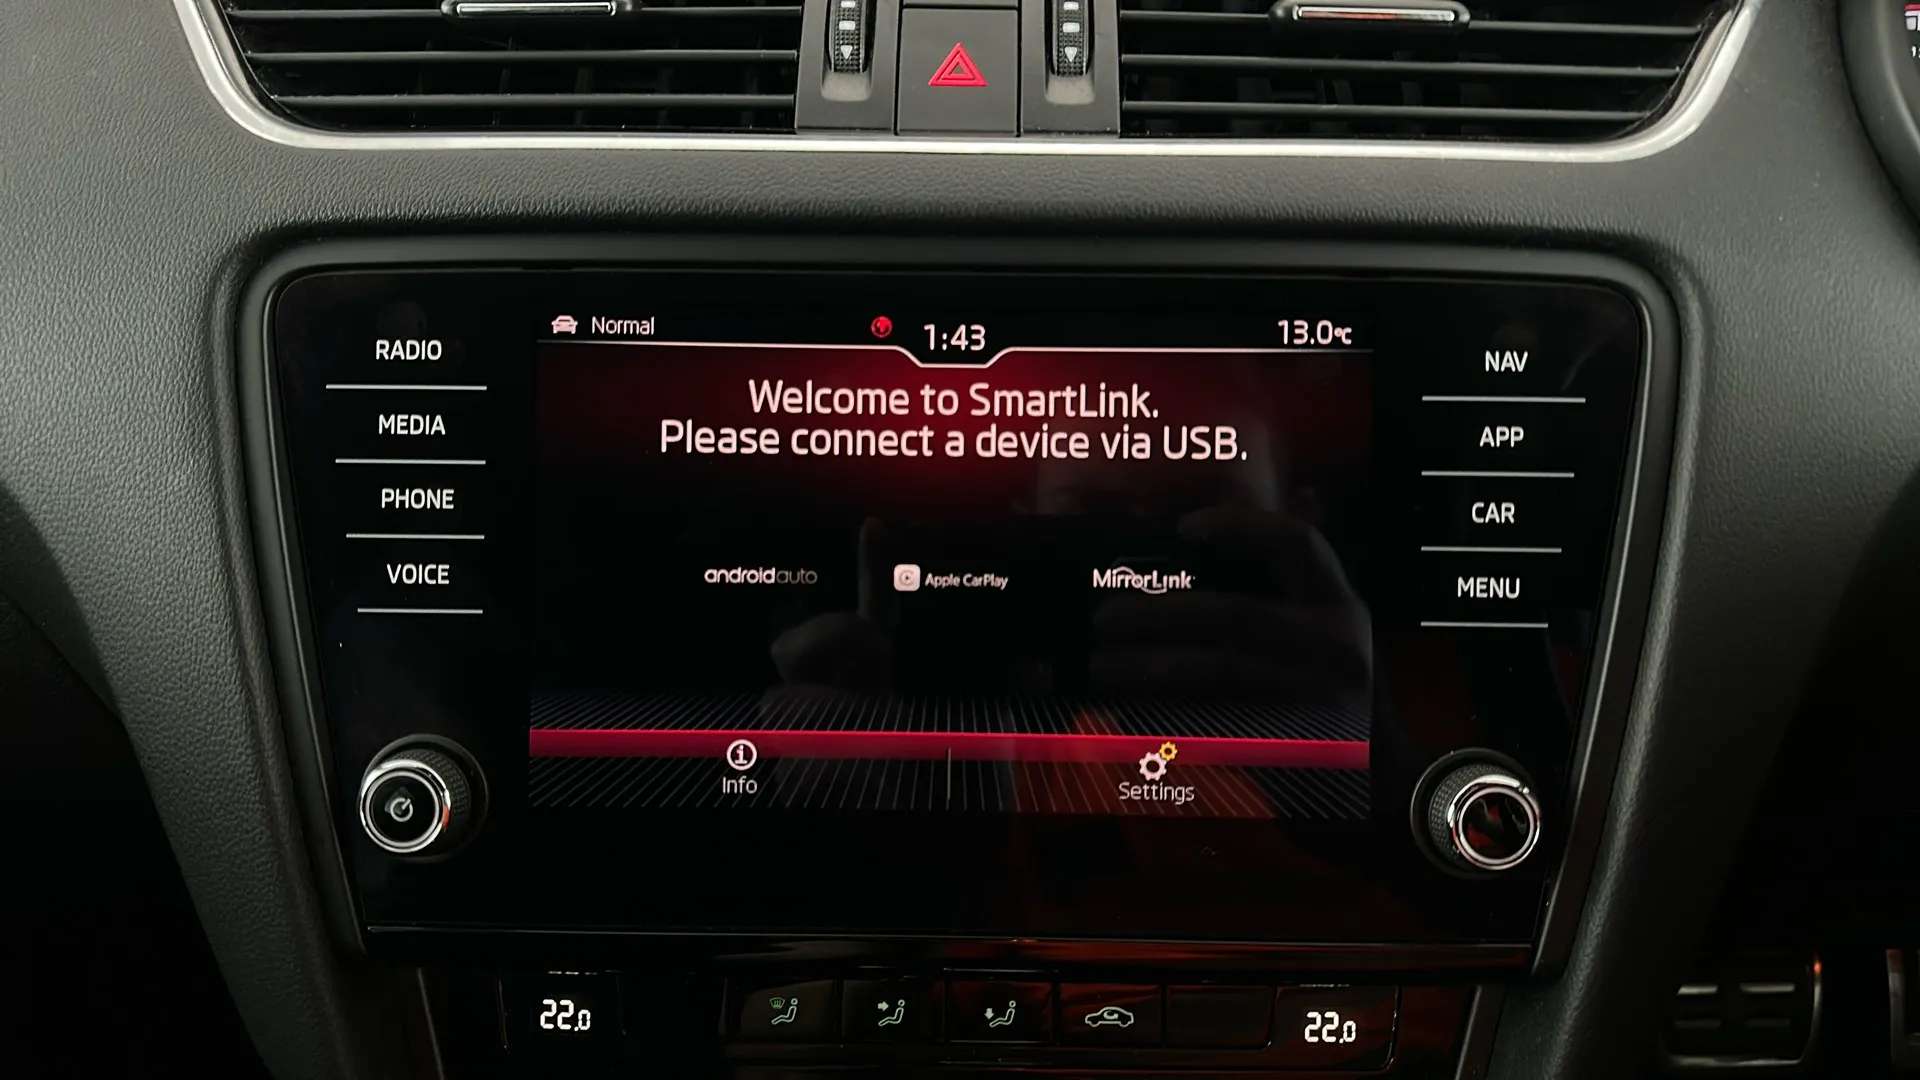 Normal
1:43
13.0°C
Welcome to SmartLink.
Please connect a device via USB.
RADIO
MEDIA
PHONE
VOICE
NAV
APP
CAR
MENU
androidauto
Apple CarPlay
MirrorLink
Info
Settings
22.0
22.0